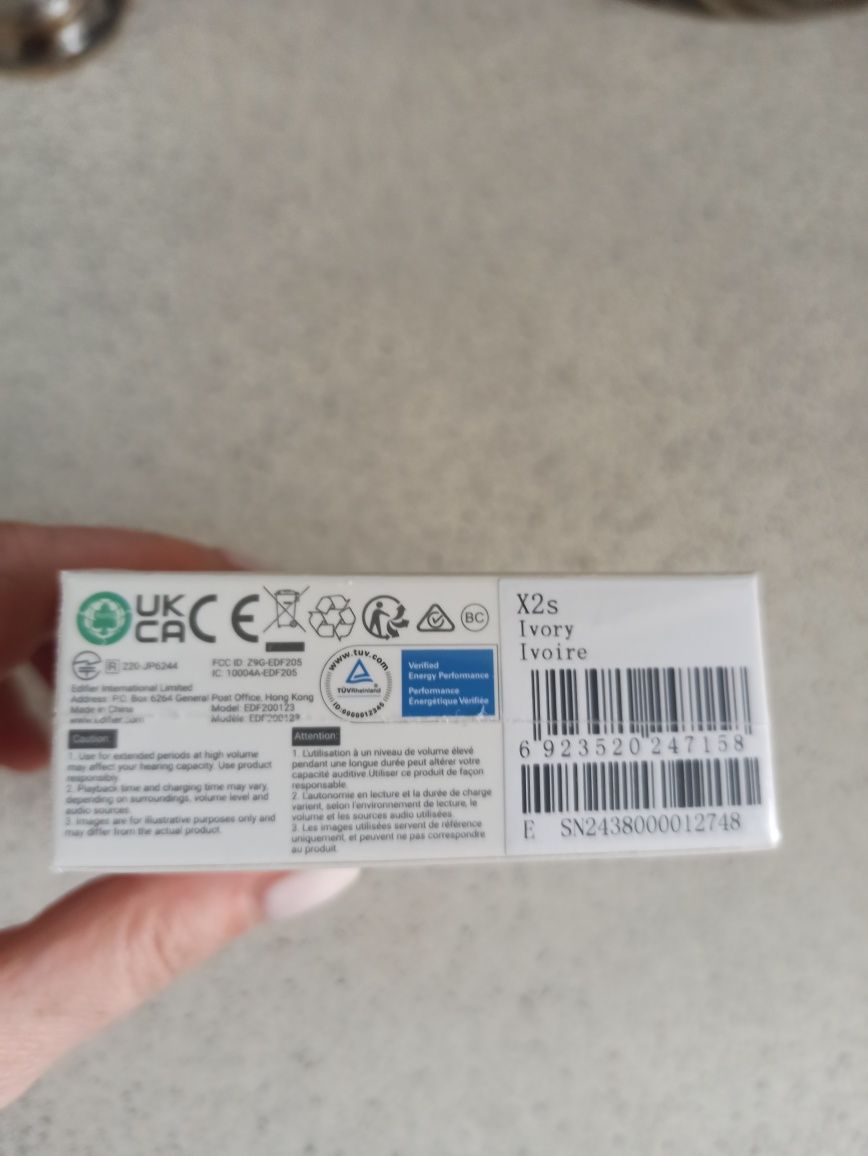 UK
CA
CE
BC
R 220-JP6244
FCC ID: Z9G-EDF205
IC: 10004A-EDF205
Edifier International Limited
Address: P.O. Box 6264 General Post Office, Hong Kong
Made in China
Model: EDF200123
www.edifier.com
Modèle: EDF200123
www.tuv.com
TÜVRheinland
ID:0000012345
Verified
Energy Performance
Performance
Énergétique Vérifiée
Caution:
1. Use for extended periods at high volume
may affect your hearing capacity. Use product
responsibly.
2. Playback time and charging time may vary,
depending on surroundings, volume level and
audio sources.
3. Images are for illustrative purposes only and
may differ from the actual product.
Attention:
1. L'utilisation à un niveau de volume élevé
pendant une longue durée peut altérer votre
capacité auditive.Utiliser ce produit de façon
responsable.
2. L'autonomie en lecture et la durée de charge
varient, selon l'environnement de lecture, le
volume et les sources audio utilisées.
3. Les images utilisées servent de référence
uniquement, et peuvent ne pas correspondre
au produit.
X2s
Ivory
Ivoire
6 923520 247158
E SN2438000012748